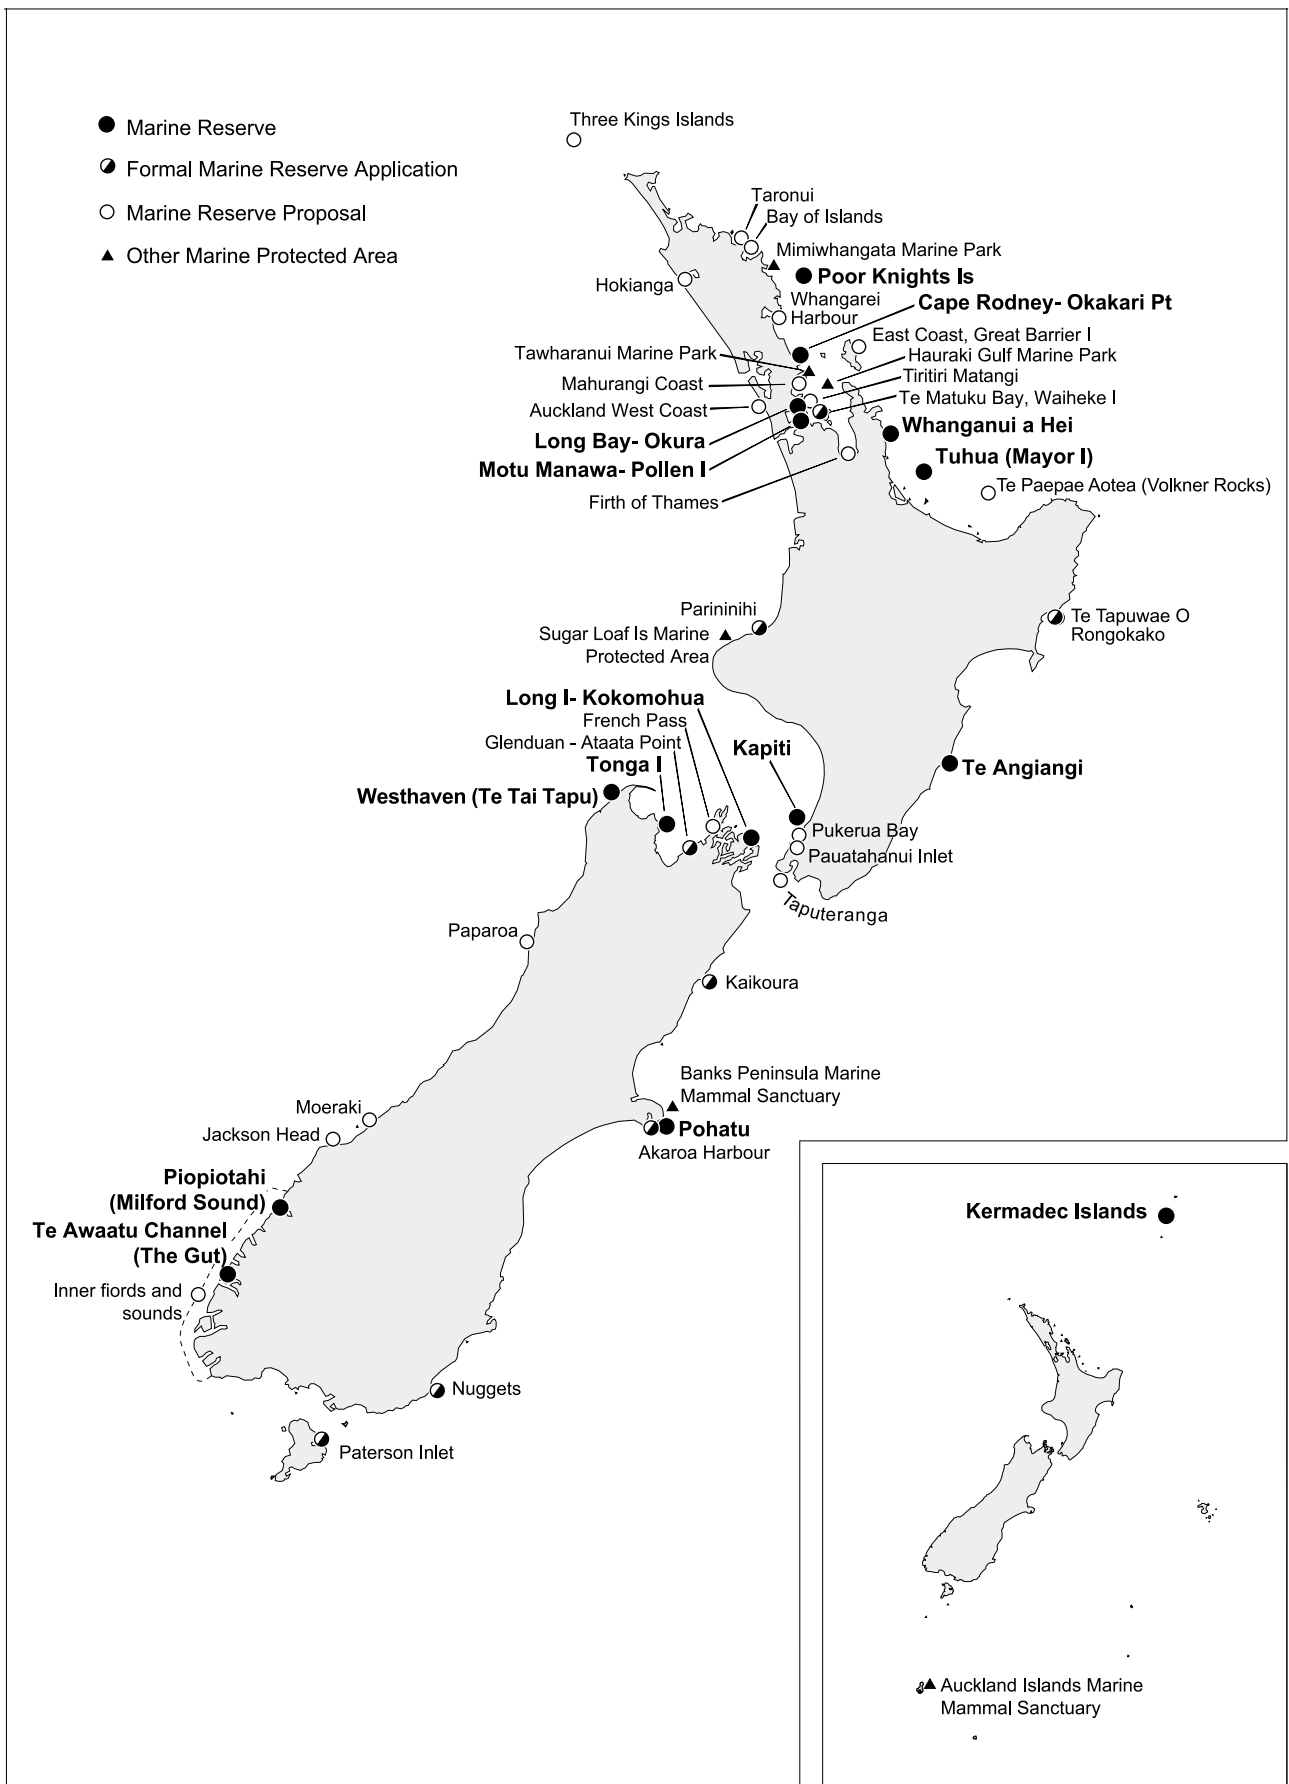 Marine Reserve
Formal Marine Reserve Application
Marine Reserve Proposal
Other Marine Protected Area
Three Kings Islands
Taronui
Bay of Islands
Mimiwhangata Marine Park
Poor Knights Is
Hokianga
Whangarei
Harbour
Cape Rodney- Okakari Pt
East Coast, Great Barrier I
Tawharanui Marine Park
Hauraki Gulf Marine Park
Mahurangi Coast
Tiritiri Matangi
Auckland West Coast
Te Matuku Bay, Waiheke I
Long Bay- Okura
Whanganui a Hei
Motu Manawa- Pollen I
Tuhua (Mayor I)
Firth of Thames
Te Paepae Aotea (Volkner Rocks)
Parininihi
Te Tapuwae O
Rongokako
Sugar Loaf Is Marine
Protected Area
Long I- Kokomohua
French Pass
Glenduan - Ataata Point
Tonga I
Kapiti
Te Angiangi
Westhaven (Te Tai Tapu)
Pukerua Bay
Pauatahanui Inlet
Taputeranga
Paparoa
Kaikoura
Banks Peninsula Marine
Mammal Sanctuary
Moeraki
Jackson Head
Pohatu
Akaroa Harbour
Piopiotahi
(Milford Sound)
Te Awaatu Channel
(The Gut)
Inner fiords and
sounds
Nuggets
Paterson Inlet
Kermadec Islands
Auckland Islands Marine
Mammal Sanctuary